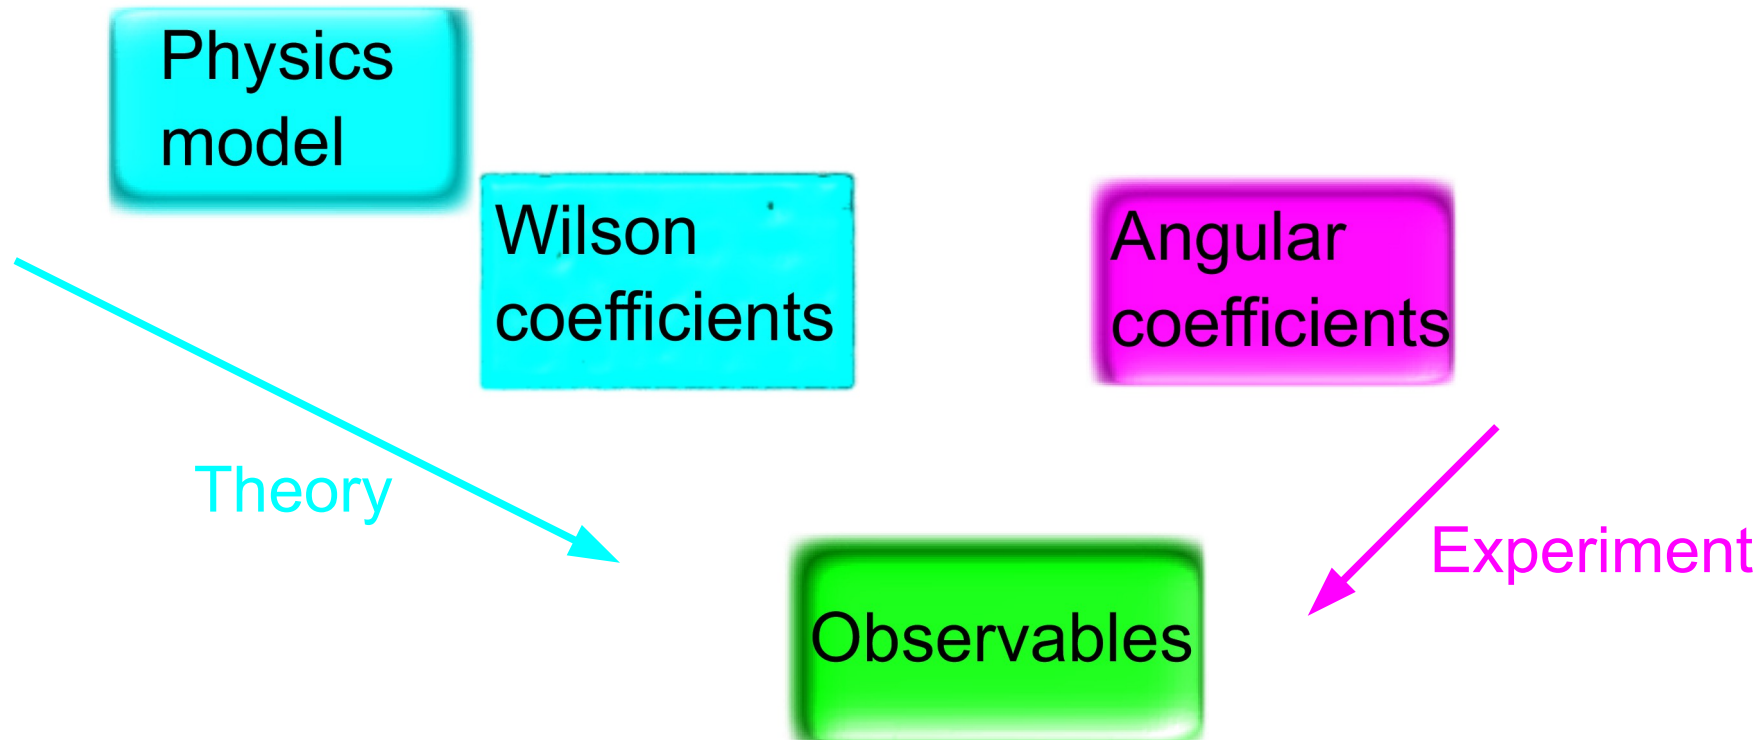 Physics
model
Wilson
coefficients
Angular
coefficients
Theory
Experiment
Observables